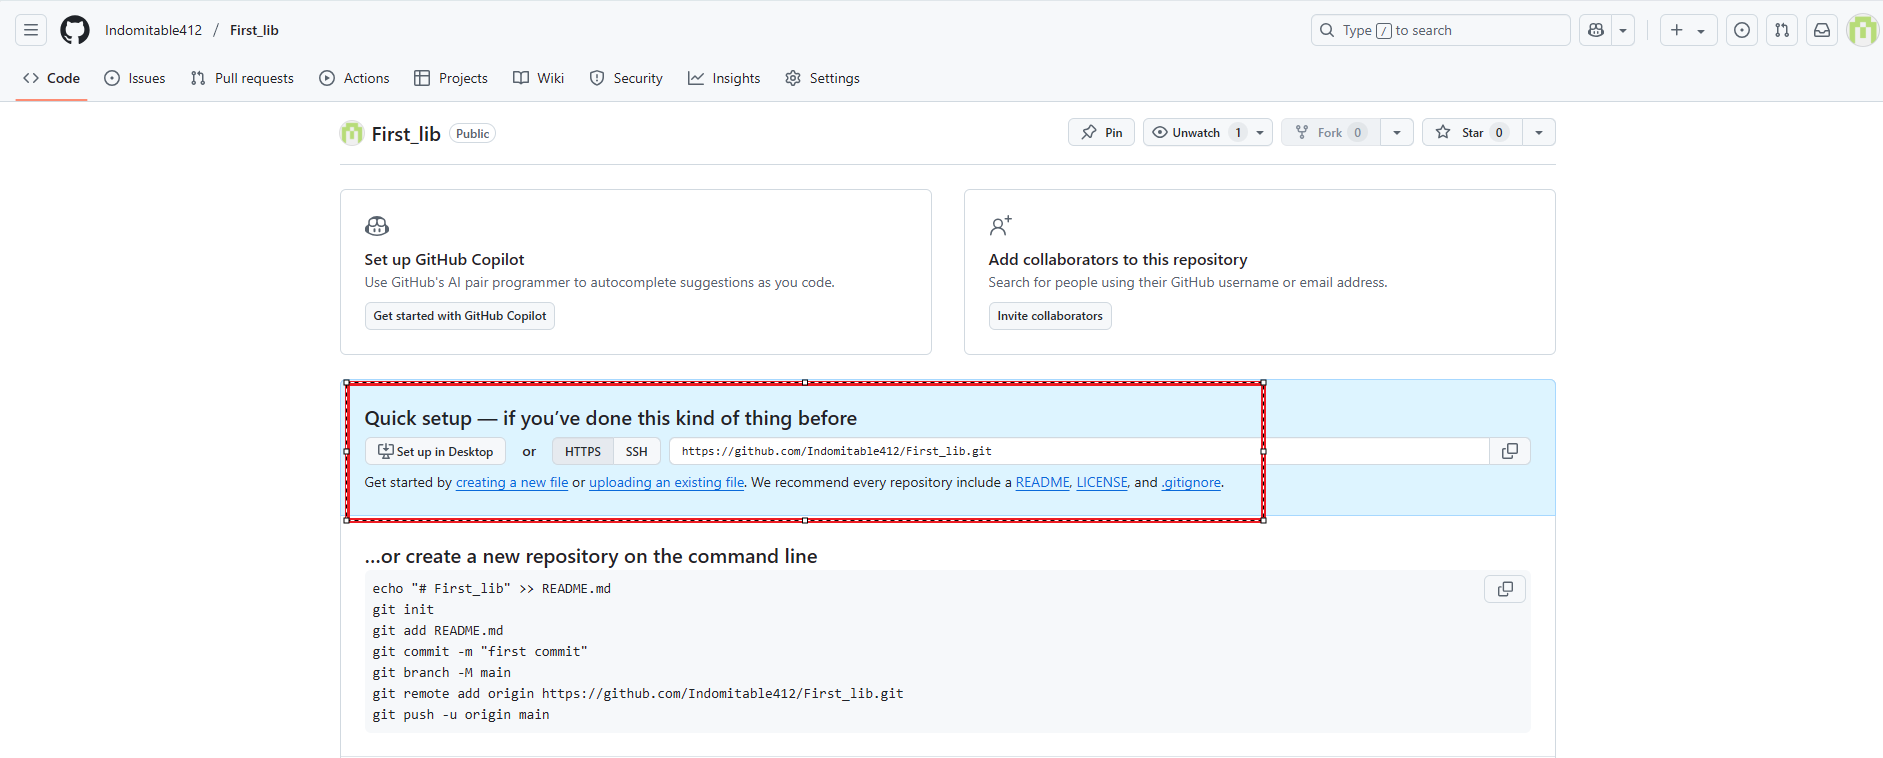 Indomitable412 / First_lib
Type / to search
Code Issues Pull requests Actions Projects Wiki Security Insights Settings
First_lib Public
Pin Unwatch 1 Fork 0 Star 0
Set up GitHub Copilot
Use GitHub's AI pair programmer to autocomplete suggestions as you code.
Get started with GitHub Copilot
Add collaborators to this repository
Search for people using their GitHub username or email address.
Invite collaborators
Quick setup — if you’ve done this kind of thing before
Set up in Desktop or HTTPS SSH https://github.com/Indomitable412/First_lib.git
Get started by creating a new file or uploading an existing file. We recommend every repository include a README, LICENSE, and .gitignore.
…or create a new repository on the command line
echo "# First_lib" >> README.md
git init
git add README.md
git commit -m "first commit"
git branch -M main
git remote add origin https://github.com/Indomitable412/First_lib.git
git push -u origin main